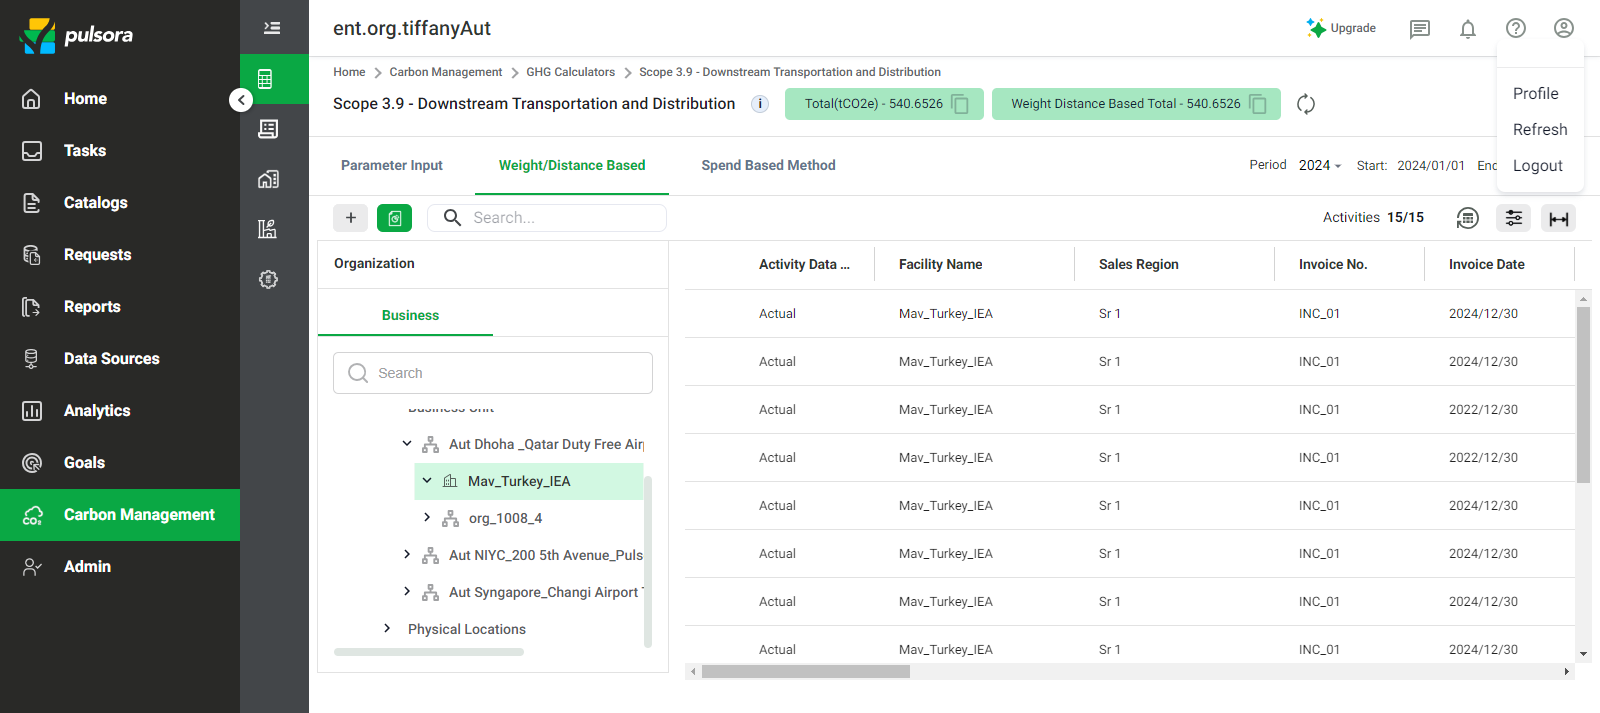 pulsora
Home
Tasks
Catalogs
Requests
Reports
Data Sources
Analytics
Goals
Carbon Management
Admin
ent.org.tiffanyAut
Upgrade
Home > Carbon Management > GHG Calculators > Scope 3.9 - Downstream Transportation and Distribution
Scope 3.9 - Downstream Transportation and Distribution
Total(tCO2e) - 540.6526
Weight Distance Based Total - 540.6526
Profile
Refresh
Logout
Parameter Input
Weight/Distance Based
Spend Based Method
Period 2024 Start: 2024/01/01
Search...
Activities 15/15
Organization
Business
Search
Business Unit
Aut Dhoha _Qatar Duty Free Air
Mav_Turkey_IEA
org_1008_4
Aut NIYC_200 5th Avenue_Puls
Aut Syngapore_Changi Airport
Physical Locations
Activity Data ... Facility Name Sales Region Invoice No. Invoice Date
Actual Mav_Turkey_IEA Sr 1 INC_01 2024/12/30
Actual Mav_Turkey_IEA Sr 1 INC_01 2024/12/30
Actual Mav_Turkey_IEA Sr 1 INC_01 2022/12/30
Actual Mav_Turkey_IEA Sr 1 INC_01 2022/12/30
Actual Mav_Turkey_IEA Sr 1 INC_01 2024/12/30
Actual Mav_Turkey_IEA Sr 1 INC_01 2024/12/30
Actual Mav_Turkey_IEA Sr 1 INC_01 2024/12/30
Actual Mav_Turkey_IEA Sr 1 INC_01 2024/12/30